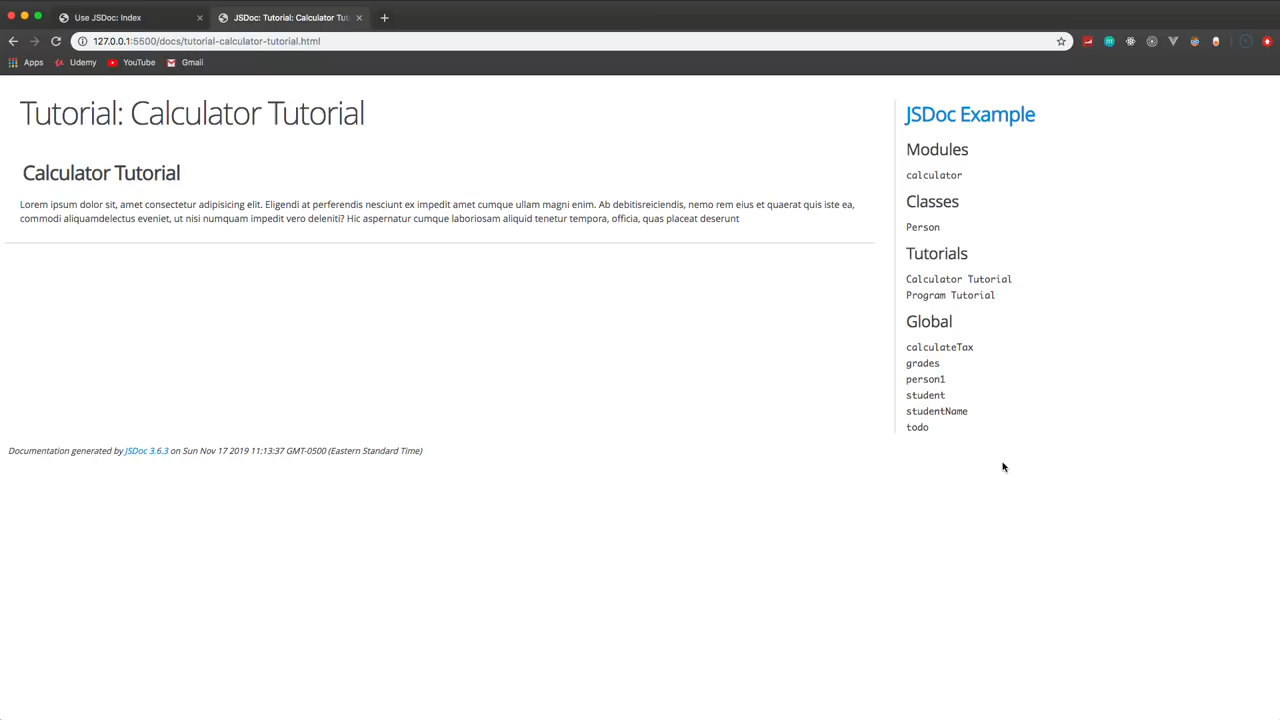 Use JSDoc: Index
JSDoc: Tutorial: Calculator Tut
127.0.0.1:5500/docs/tutorial-calculator-tutorial.html
Apps
Udemy
YouTube
Gmail
Tutorial: Calculator Tutorial
Calculator Tutorial
Lorem ipsum dolor sit, amet consectetur adipisicing elit. Eligendi at perferendis nesciunt ex impedit amet cumque ullam magni enim. Ab debitisreiciendis, nemo rem eius et quaerat quis iste ea,
commodi aliquamdelectus eveniet, ut nisi numquam impedit vero deleniti? Hic aspernatur cumque laboriosam aliquid tenetur tempora, officia, quas placeat deserunt
JSDoc Example
Modules
calculator
Classes
Person
Tutorials
Calculator Tutorial
Program Tutorial
Global
calculateTax
grades
person1
student
studentName
todo
Documentation generated by JSDoc 3.6.3 on Sun Nov 17 2019 11:13:37 GMT-0500 (Eastern Standard Time)